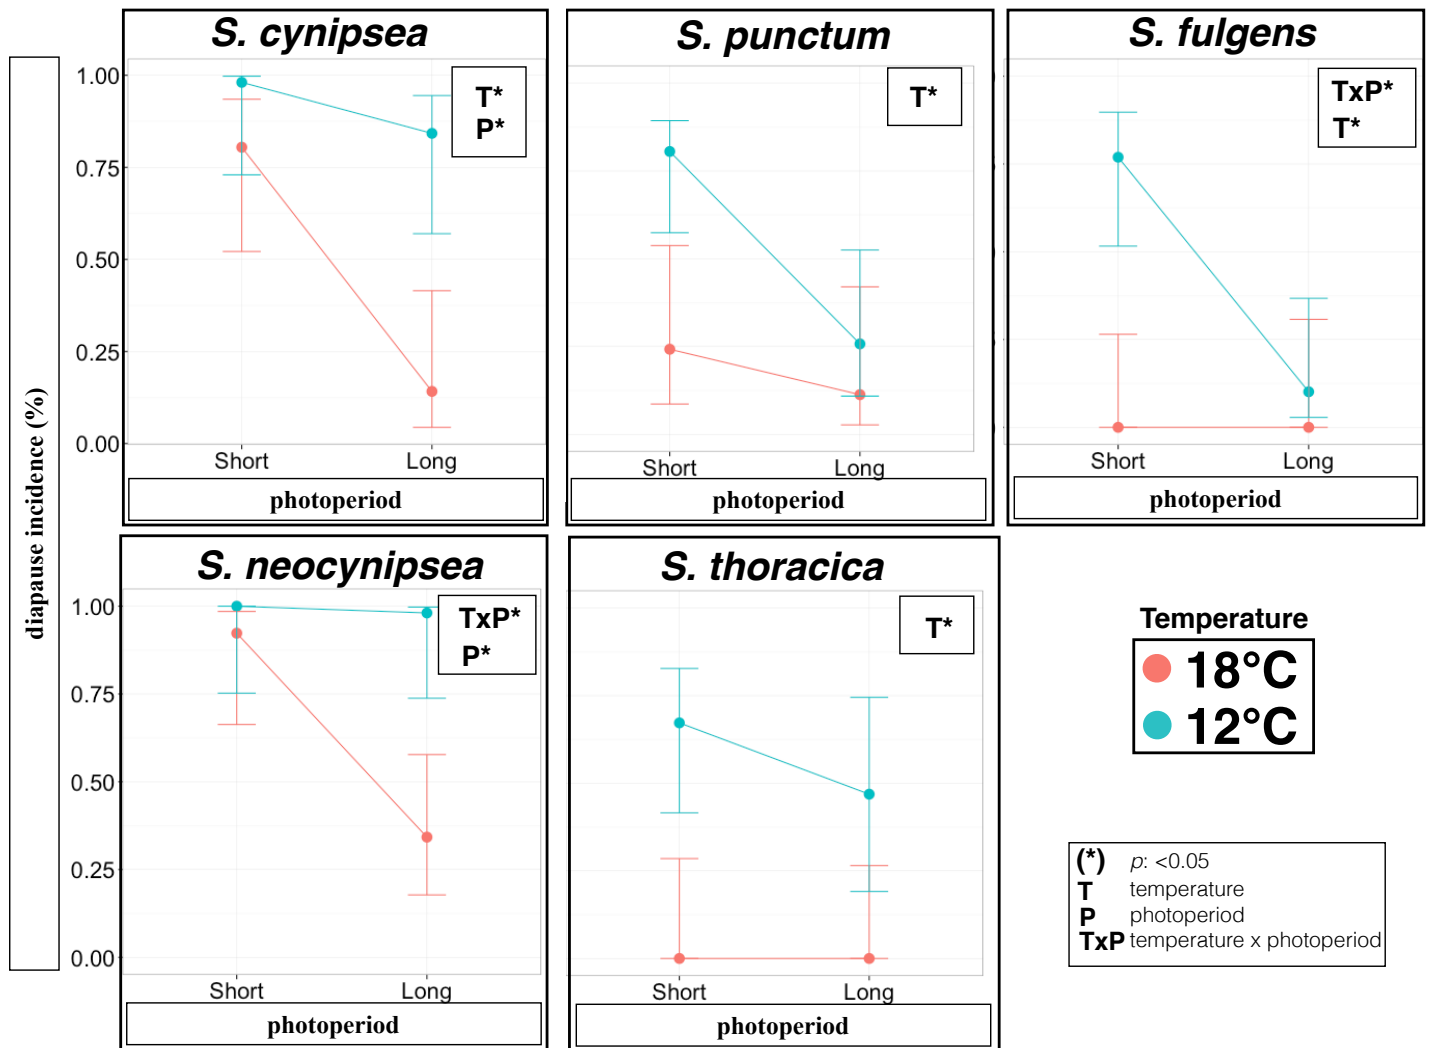 diapause incidence (%)
S. cynipsea
1.00
0.75
0.50
0.25
0.00
T*
P*
Short Long
photoperiod
S. punctum
T*
Short Long
photoperiod
S. fulgens
TxP*
T*
Short Long
photoperiod
S. neocynipsea
1.00
0.75
0.50
0.25
0.00
TxP*
P*
Short Long
photoperiod
S. thoracica
T*
Short Long
photoperiod
Temperature
18°C
12°C
(*) p: <0.05
T temperature
P photoperiod
TxP temperature x photoperiod